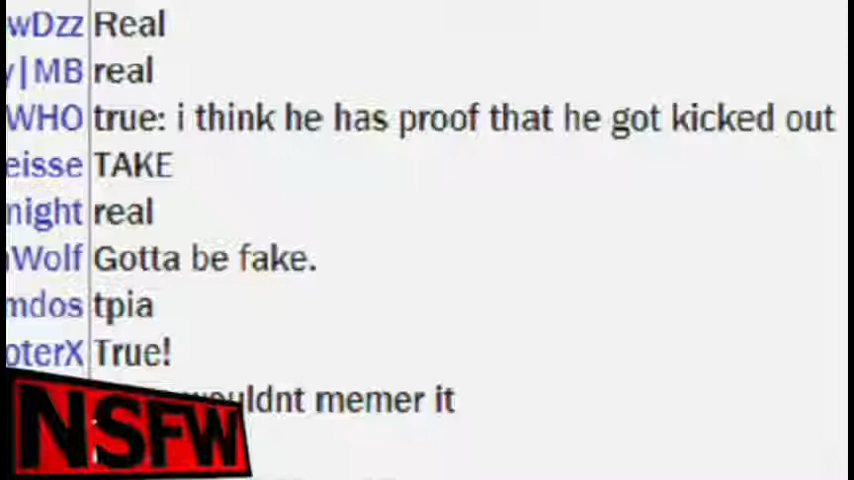 wDzz Real
y|MB real
WHO true: i think he has proof that he got kicked out
eisse TAKE
night real
Wolf Gotta be fake.
mdos tpia
oterX True!
wouldnt memer it
NSFW